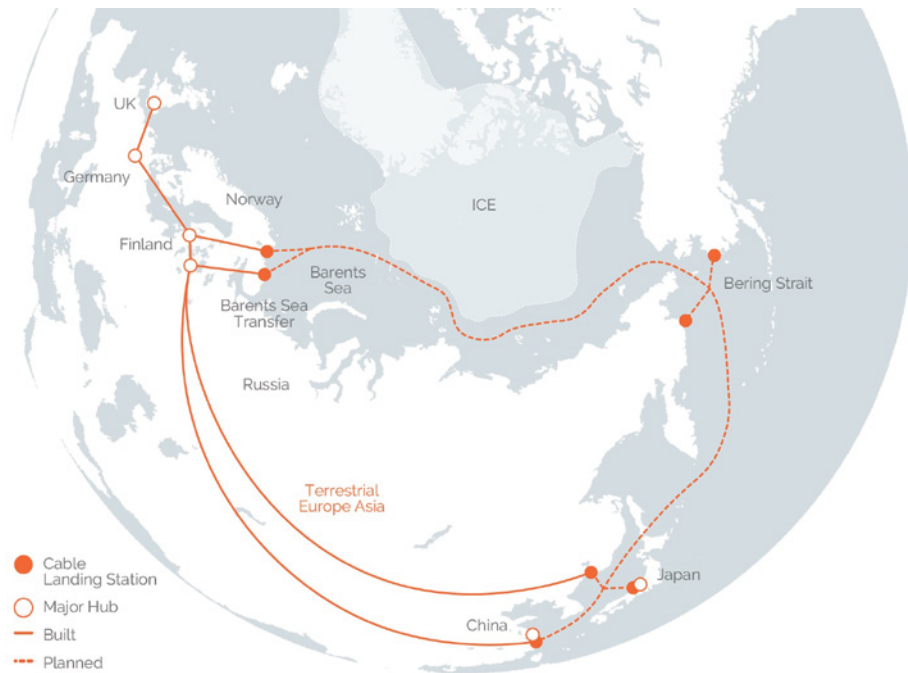 UK
Germany
Norway
Finland
ICE
Barents
Sea
Bering Strait
Barents Sea
Transfer
Russia
Terrestrial
Europe Asia
Cable
Landing Station
Major Hub
Built
Planned
Japan
China